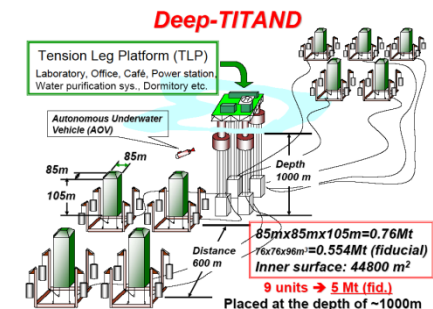 Deep-TITAND
Tension Leg Platform (TLP)
Laboratory, Office, Café, Power station,
Water purification sys., Dormitory etc.
Autonomous Underwater
Vehicle (AOV)
85m
85m
105m
Depth
1000 m
Distance
600 m
85mx85mx105m=0.76Mt
76x76x96m³=0.554Mt (fiducial)
Inner surface: 44800 m²
9 units ➔ 5 Mt (fid.)
Placed at the depth of ~1000m